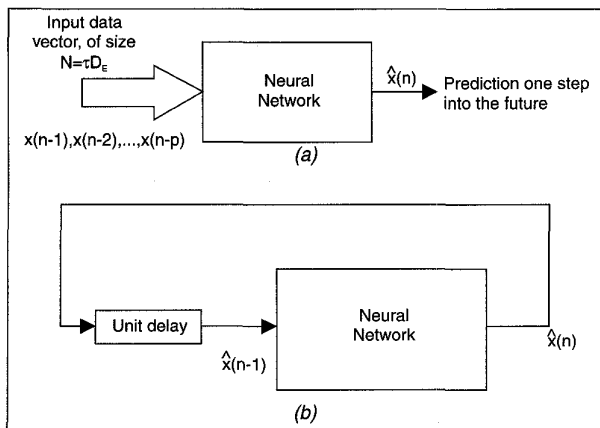 Input data
vector, of size
N=τD_E
x(n-1),x(n-2),...,x(n-p)
Neural
Network
x̂(n)
Prediction one step
into the future
(a)
Unit delay
x̂(n-1)
Neural
Network
x̂(n)
(b)